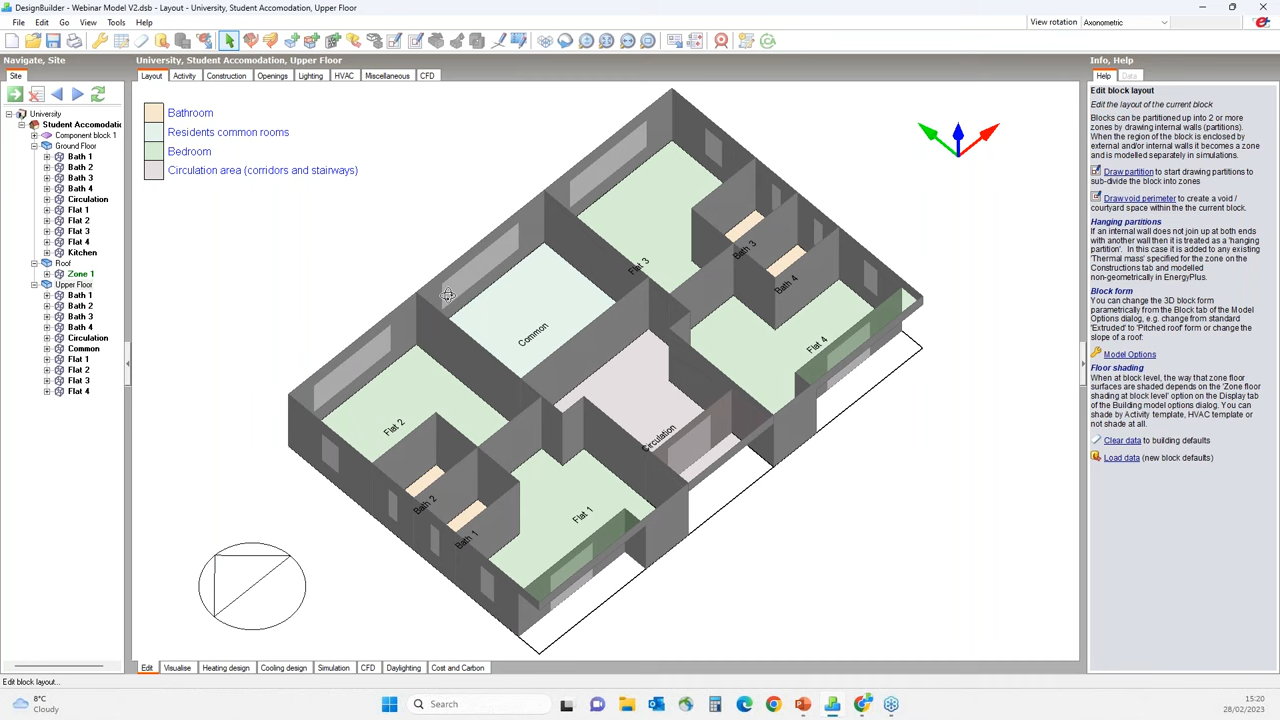 DesignBuilder - Webinar Model V2.dsb - Layout - University, Student Accomodation, Upper Floor
File Edit Go View Tools Help
View rotation Axonometric
Navigate, Site
University, Student Accomodation, Upper Floor
Info, Help
Site
Layout Activity Construction Openings Lighting HVAC Miscellaneous CFD
Help Data
University
Student Accomodatio
Component block 1
Ground Floor
Bath 1
Bath 2
Bath 3
Bath 4
Circulation
Flat 1
Flat 2
Flat 3
Flat 4
Kitchen
Roof
Zone 1
Upper Floor
Bath 1
Bath 2
Bath 3
Bath 4
Circulation
Common
Flat 1
Flat 2
Flat 3
Flat 4
Bathroom
Residents common rooms
Bedroom
Circulation area (corridors and stairways)
Flat 3
Bath 3
Bath 4
Common
Flat 4
Flat 2
Circulation
Bath 2
Flat 1
Bath 1
Edit block layout
Edit the layout of the current block
Blocks can be partitioned up into 2 or more
zones by drawing internal walls (partitions).
When the region of the block is enclosed by
external and/or internal walls it becomes a zone
and is modelled separately in simulations.
Draw partition to start drawing partitions to
sub-divide the block into zones
Draw void perimeter to create a void /
courtyard space within the the current block.
Hanging partitions
If an internal wall does not join up at both ends
with another wall then it is treated as a 'hanging
partition'. In this case it is added to any existing
'Thermal mass' specified for the zone on the
Constructions tab and modelled
non-geometrically in EnergyPlus.
Block form
You can change the 3D block form
parametrically from the Block tab of the Model
Options dialog, e.g. change from standard
'Extruded' to 'Pitched roof form or change the
slope of a roof:
Model Options
Floor shading
When at block level, the way that zone floor
surfaces are shaded depends on the 'Zone floor
shading at block level' option on the Display tab
of the Building model options dialog. You can
shade by Activity template, HVAC template or
not shade at all.
Clear data to building defaults
Load data (new block defaults)
Edit Visualise Heating design Cooling design Simulation CFD Daylighting Cost and Carbon
Edit block layout...
8°C
Cloudy
Search
15:20
28/02/2023